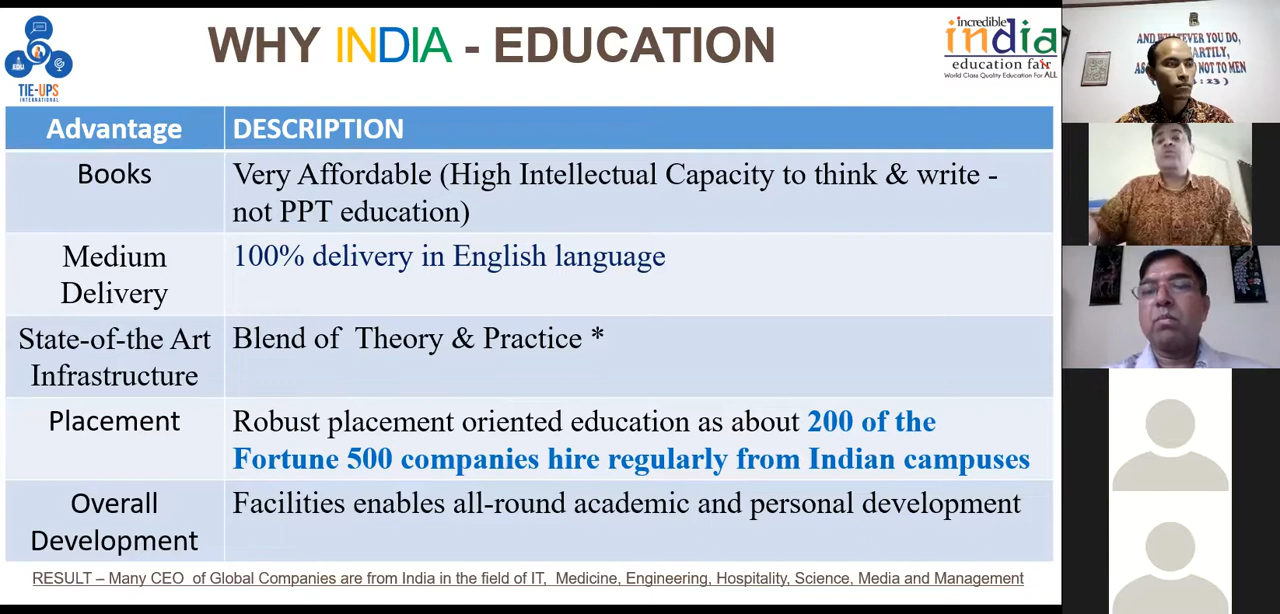 WHY INDIA - EDUCATION
TIE-UPS
INTERNATIONAL
EDU
incredible
india
education fair
World Class Quality Education For ALL
Advantage DESCRIPTION
Books Very Affordable (High Intellectual Capacity to think & write -
not PPT education)
Medium 100% delivery in English language
Delivery
State-of-the Art Blend of Theory & Practice *
Infrastructure
Placement Robust placement oriented education as about 200 of the
Fortune 500 companies hire regularly from Indian campuses
Overall Facilities enables all-round academic and personal development
Development
RESULT – Many CEO of Global Companies are from India in the field of IT, Medicine, Engineering, Hospitality, Science, Media and Management
AND WHATEVER YOU DO,
NOT TO MEN